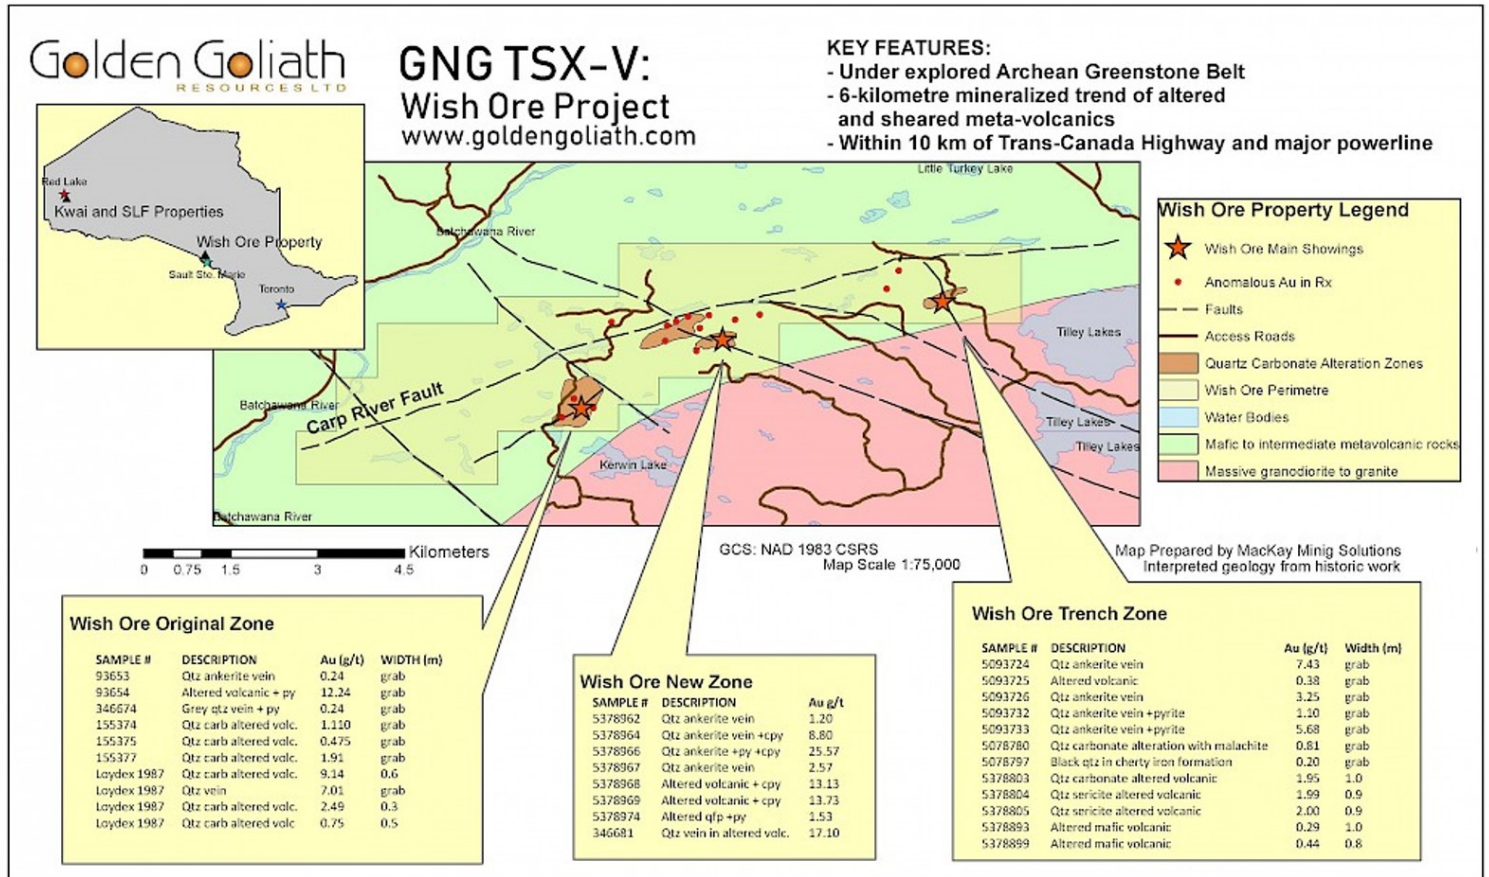 Golden Goliath
RESOURCES LTD
GNG TSX-V:
Wish Ore Project
www.goldengoliath.com
KEY FEATURES:
- Under explored Archean Greenstone Belt
- 6-kilometre mineralized trend of altered
and sheared meta-volcanics
- Within 10 km of Trans-Canada Highway and major powerline
Red Lake
Kwai and SLF Properties
Wish Ore Property
Sault Ste. Marie
Toronto
Little Turkey Lake
Batchawana River
Tilley Lakes
Batchawana River
Carp River Fault
Tilley Lakes
Tilley Lakes
Kerwin Lake
Batchawana River
Wish Ore Property Legend
Wish Ore Main Showings
Anomalous Au in Rx
Faults
Access Roads
Quartz Carbonate Alteration Zones
Wish Ore Perimetre
Water Bodies
Mafic to intermediate metavolcanic rocks
Massive granodiorite to granite
Kilometers
0 0.75 1.5 3 4.5
GCS: NAD 1983 CSRS
Map Scale 1:75,000
Map Prepared by MacKay Minig Solutions
Interpreted geology from historic work
Wish Ore Original Zone
SAMPLE # DESCRIPTION Au (g/t) WIDTH (m)
93653 Qtz ankerite vein 0.24 grab
93654 Altered volcanic + py 12.24 grab
346674 Grey qtz vein + py 0.24 grab
155374 Qtz carb altered volc. 1.110 grab
155375 Qtz carb altered volc. 0.475 grab
155377 Qtz carb altered volc. 1.91 grab
Loydex 1987 Qtz carb altered volc. 9.14 0.6
Loydex 1987 Qtz vein 7.01 grab
Loydex 1987 Qtz carb altered volc. 2.49 0.3
Loydex 1987 Qtz carb altered volc 0.75 0.5
Wish Ore New Zone
SAMPLE # DESCRIPTION Au g/t
5378962 Qtz ankerite vein 1.20
5378964 Qtz ankerite vein +cpy 8.80
5378966 Qtz ankerite +py +cpy 25.57
5378967 Qtz ankerite vein 2.57
5378968 Altered volcanic + cpy 13.13
5378969 Altered volcanic + cpy 13.73
5378974 Altered qfp +py 1.53
346681 Qtz vein in altered volc. 17.10
Wish Ore Trench Zone
SAMPLE # DESCRIPTION Au (g/t) Width (m)
5093724 Qtz ankerite vein 7.43 grab
5093725 Altered volcanic 0.38 grab
5093726 Qtz ankerite vein 3.25 grab
5093732 Qtz ankerite vein +pyrite 1.10 grab
5093733 Qtz ankerite vein +pyrite 5.68 grab
5078780 Qtz carbonate alteration with malachite 0.81 grab
5078797 Black qtz in cherty iron formation 0.20 grab
5378803 Qtz carbonate altered volcanic 1.95 1.0
5378804 Qtz sericite altered volcanic 1.99 0.9
5378805 Qtz sericite altered volcanic 2.00 0.9
5378893 Altered mafic volcanic 0.29 1.0
5378899 Altered mafic volcanic 0.44 0.8